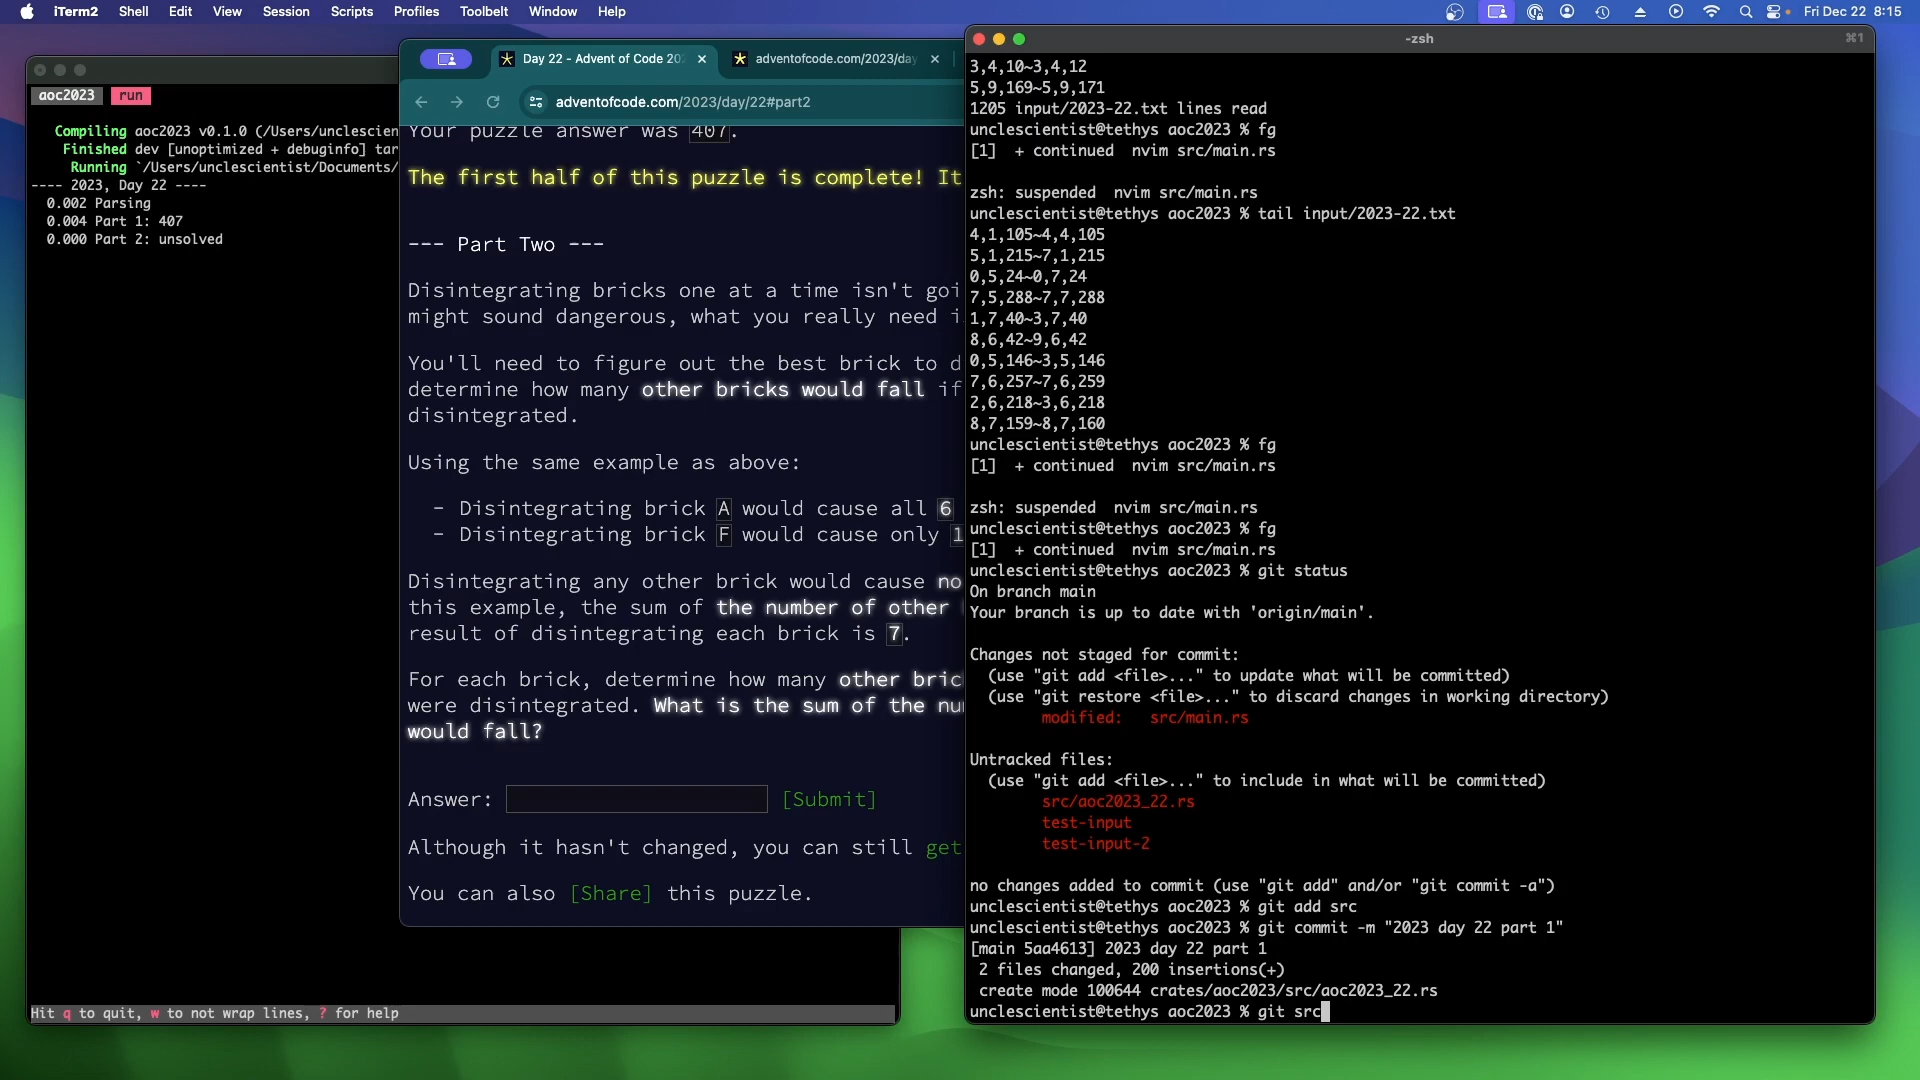 iTerm2 Shell Edit View Session Scripts Profiles Toolbelt Window Help
Fri Dec 22 8:15
aoc2023 run
Compiling aoc2023 v0.1.0 (/Users/unclescien
Finished dev [unoptimized + debuginfo] tar
Running `/Users/unclescientist/Documents/
---- 2023, Day 22 ----
0.002 Parsing
0.004 Part 1: 407
0.000 Part 2: unsolved
Hit q to quit, w to not wrap lines, ? for help
Day 22 - Advent of Code 20
adventofcode.com/2023/day
adventofcode.com/2023/day/22#part2
Your puzzle answer was 407.
The first half of this puzzle is complete! It
--- Part Two ---
Disintegrating bricks one at a time isn't goi
might sound dangerous, what you really need i
You'll need to figure out the best brick to d
determine how many other bricks would fall if
disintegrated.
Using the same example as above:
- Disintegrating brick A would cause all 6
- Disintegrating brick F would cause only 1
Disintegrating any other brick would cause no
this example, the sum of the number of other
result of disintegrating each brick is 7.
For each brick, determine how many other bric
were disintegrated. What is the sum of the nu
would fall?
Answer: [Submit]
Although it hasn't changed, you can still get
You can also [Share] this puzzle.
-zsh
⌘1
3,4,10~3,4,12
5,9,169~5,9,171
1205 input/2023-22.txt lines read
unclescientist@tethys aoc2023 % fg
[1]  + continued  nvim src/main.rs
zsh: suspended  nvim src/main.rs
unclescientist@tethys aoc2023 % tail input/2023-22.txt
4,1,105~4,4,105
5,1,215~7,1,215
0,5,24~0,7,24
7,5,288~7,7,288
1,7,40~3,7,40
8,6,42~9,6,42
0,5,146~3,5,146
7,6,257~7,6,259
2,6,218~3,6,218
8,7,159~8,7,160
unclescientist@tethys aoc2023 % fg
[1]  + continued  nvim src/main.rs
zsh: suspended  nvim src/main.rs
unclescientist@tethys aoc2023 % fg
[1]  + continued  nvim src/main.rs
unclescientist@tethys aoc2023 % git status
On branch main
Your branch is up to date with 'origin/main'.
Changes not staged for commit:
(use "git add <file>..." to update what will be committed)
(use "git restore <file>..." to discard changes in working directory)
modified:   src/main.rs
Untracked files:
(use "git add <file>..." to include in what will be committed)
src/aoc2023_22.rs
test-input
test-input-2
no changes added to commit (use "git add" and/or "git commit -a")
unclescientist@tethys aoc2023 % git add src
unclescientist@tethys aoc2023 % git commit -m "2023 day 22 part 1"
[main 5aa4613] 2023 day 22 part 1
2 files changed, 200 insertions(+)
create mode 100644 crates/aoc2023/src/aoc2023_22.rs
unclescientist@tethys aoc2023 % git src